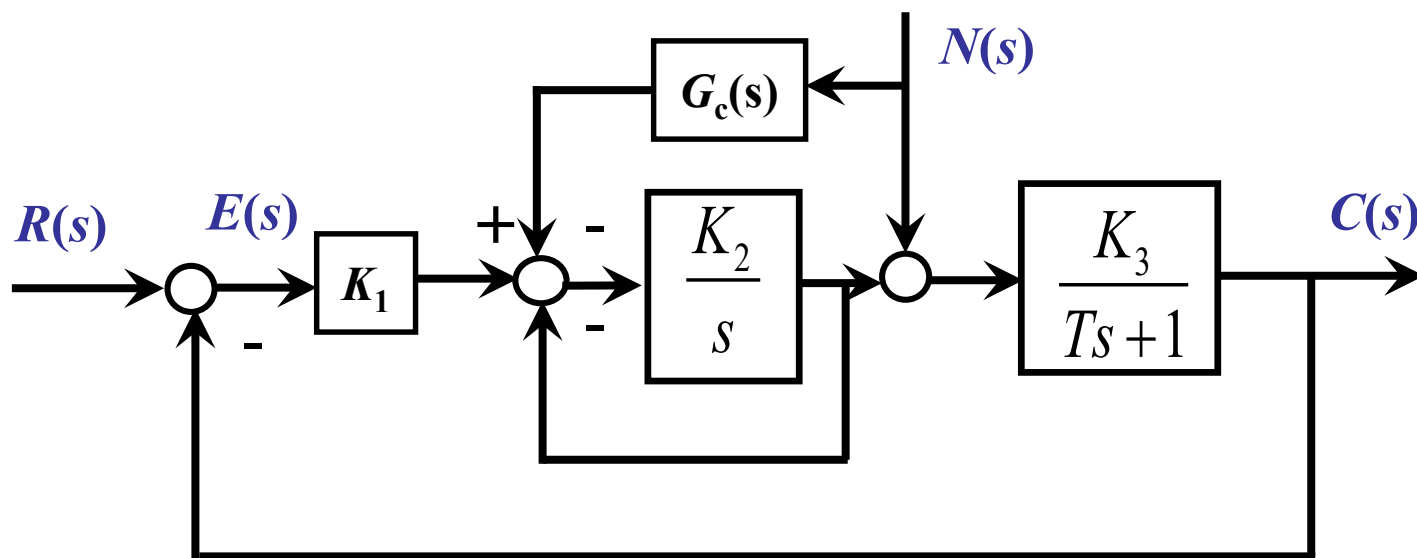 N(s)
G_c(s)
R(s)
E(s)
K_1
+
-
-
-
K_2
s
K_3
Ts+1
C(s)